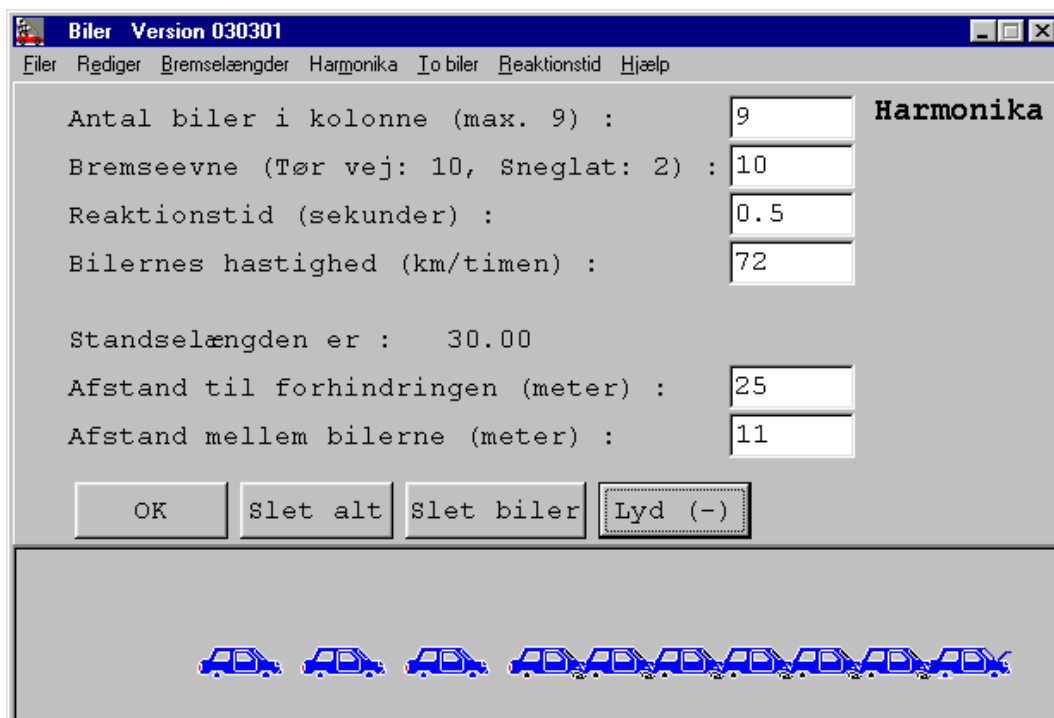 Biler Version 030301
Filer Rediger Bremselængder Harmonika To biler Reaktionstid Hjælp
Antal biler i kolonne (max. 9) : 9 Harmonika
Bremseevne (Tør vej: 10, Sneglat: 2) : 10
Reaktionstid (sekunder) : 0.5
Bilernes hastighed (km/timen) : 72
Standselængden er : 30.00
Afstand til forhindringen (meter) : 25
Afstand mellem bilerne (meter) : 11
OK Slet alt Slet biler Lyd (-)